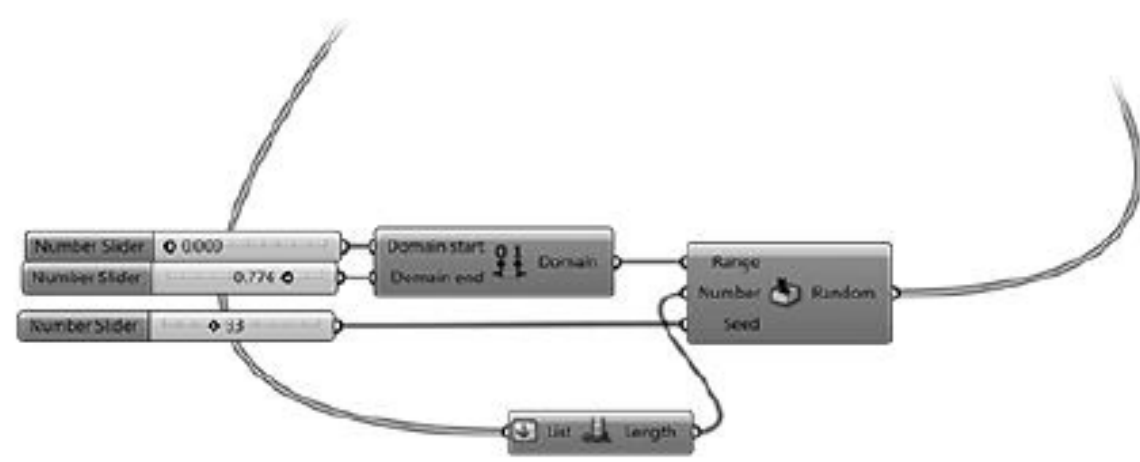 Number Slider 0.000
Number Slider 0.774
Number Slider
Domain start
Domain end
Domain
Range
Number
Seed
Random
List
Length